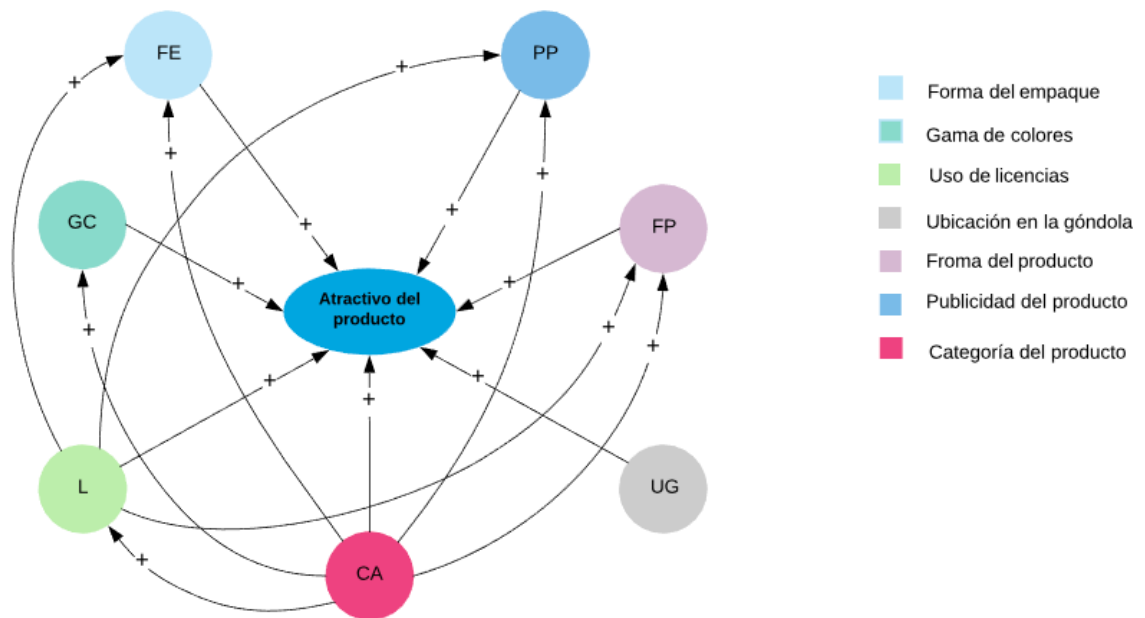 FE
PP
+
+
+
+
Forma del empaque
Gama de colores
Uso de licencias
Ubicación en la góndola
Froma del producto
Publicidad del producto
Categoría del producto
GC
FP
+
+
+
+
Atractivo del
producto
+
+
+
+
+
+
+
L
UG
+
CA